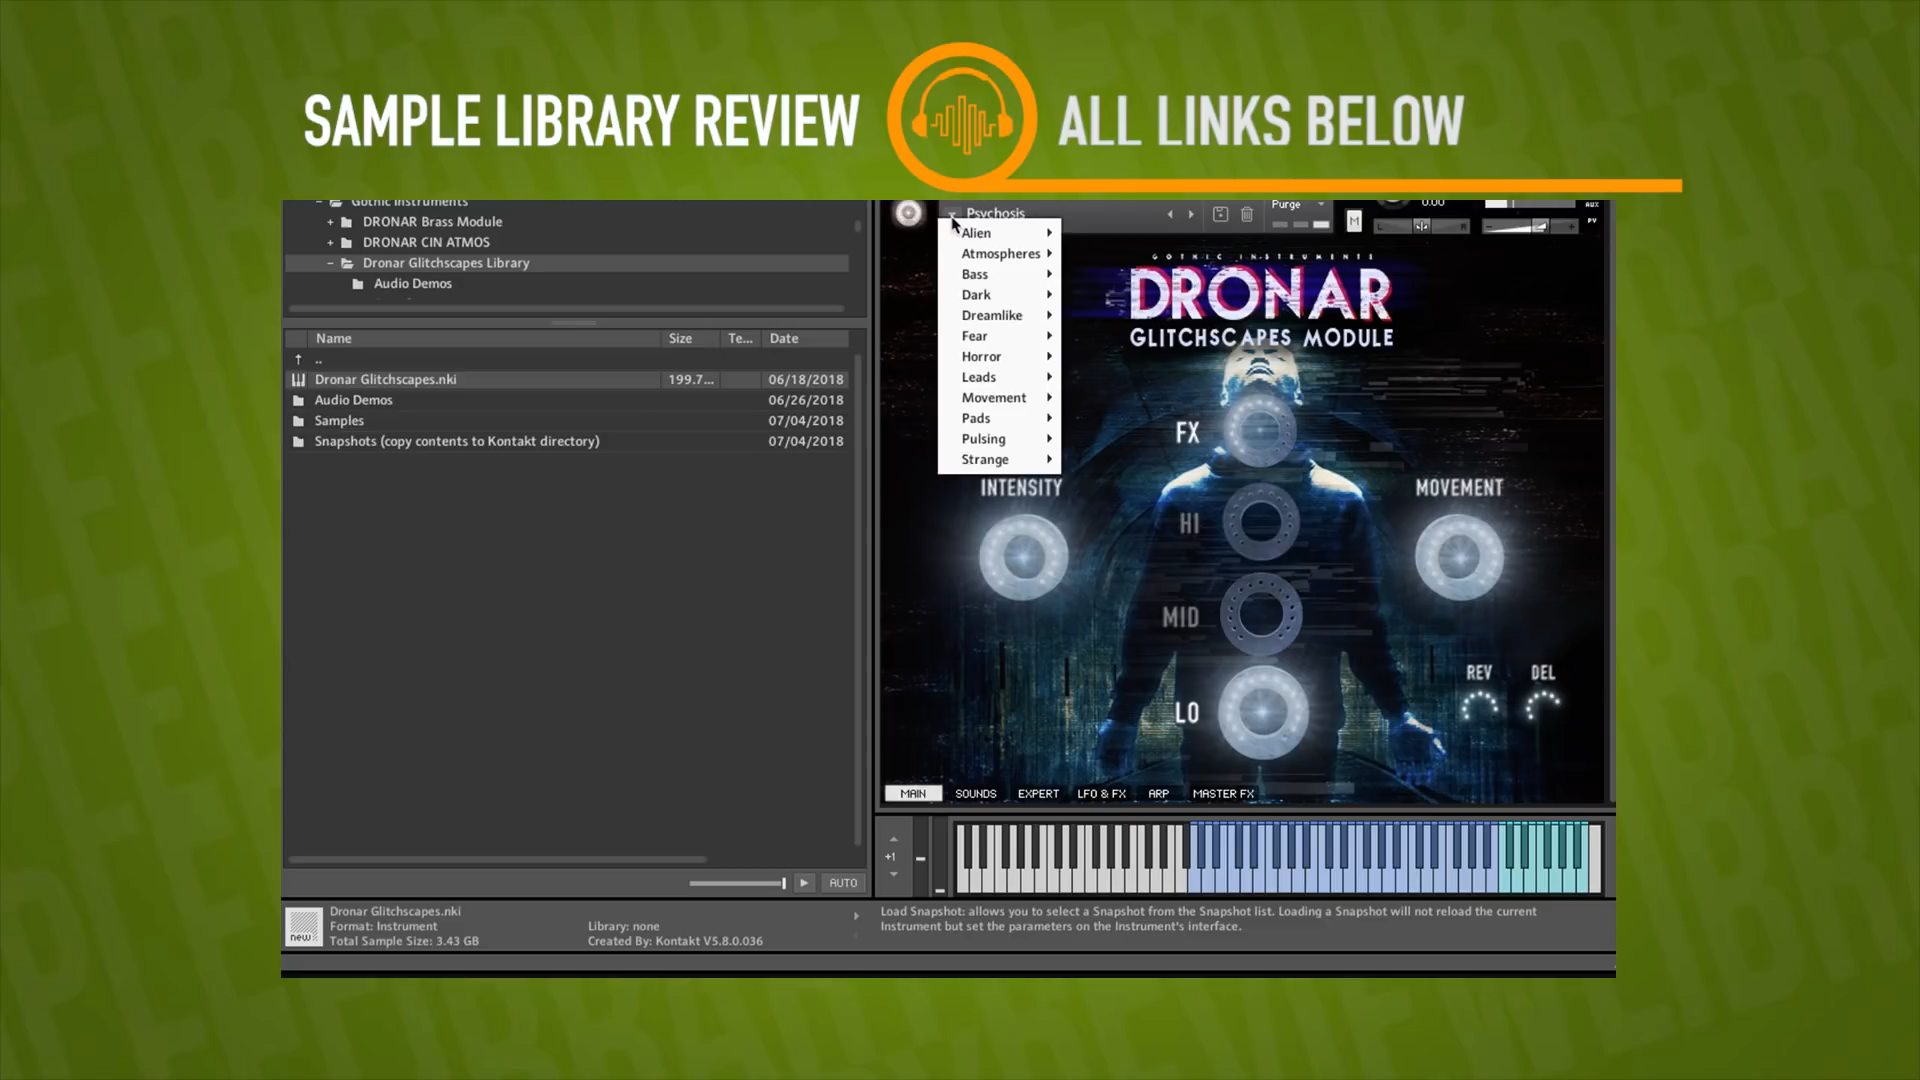 SAMPLE LIBRARY REVIEW
ALL LINKS BELOW
Gothic Instruments
+ DRONAR Brass Module
+ DRONAR CIN ATMOS
– Dronar Glitchscapes Library
Audio Demos
Name Size Te... Date
..
Dronar Glitchscapes.nki 199.7... 06/18/2018
Audio Demos 06/26/2018
Samples 07/04/2018
Snapshots (copy contents to Kontakt directory) 07/04/2018
AUTO
new
Dronar Glitchscapes.nki
Format: Instrument
Total Sample Size: 3.43 GB
Library: none
Created By: Kontakt V5.8.0.036
Psychosis
Purge
M
0.00
AUX
PV
L R
- +
Alien
Atmospheres
Bass
Dark
Dreamlike
Fear
Horror
Leads
Movement
Pads
Pulsing
Strange
GOTHIC INSTRUMENTS
DRONAR
GLITCHSCAPES MODULE
FX
INTENSITY
MOVEMENT
HI
MID
LO
REV DEL
MAIN SOUNDS EXPERT LFO & FX ARP MASTER FX
+1
Load Snapshot: allows you to select a Snapshot from the Snapshot list. Loading a Snapshot will not reload the current
Instrument but set the parameters on the Instrument's interface.